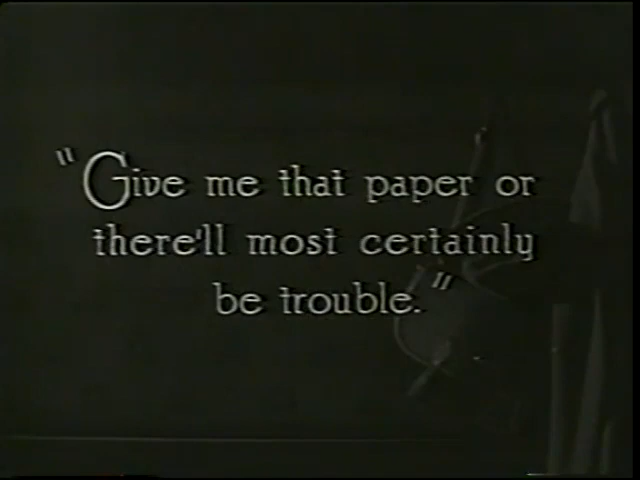 "Give me that paper or
there'll most certainly
be trouble."